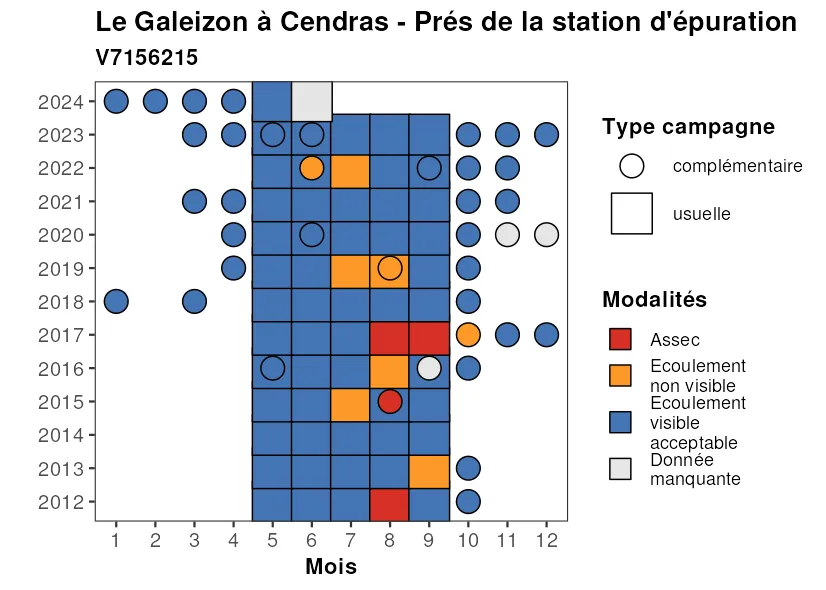 Le Galeizon à Cendras - Prés de la station d'épuration
V7156215
2024
2023
2022
2021
2020
2019
2018
2017
2016
2015
2014
2013
2012
1 2 3 4 5 6 7 8 9 10 11 12
Mois
Type campagne
complémentaire
usuelle
Modalités
Assec
Ecoulement
non visible
Ecoulement
visible
acceptable
Donnée
manquante